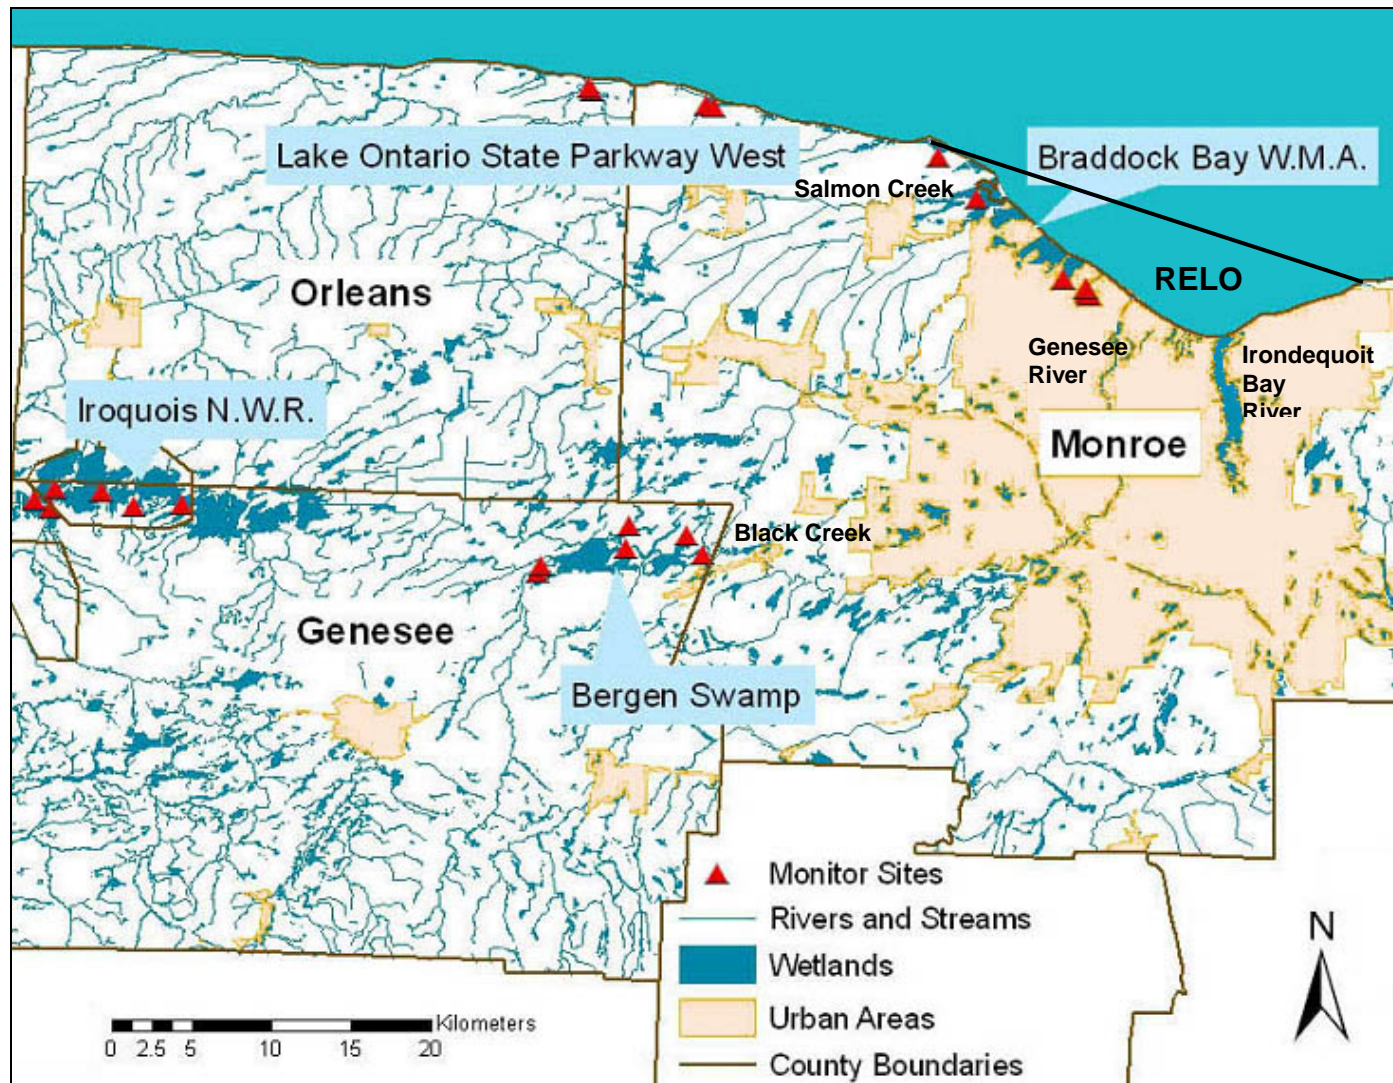 Lake Ontario State Parkway West
Braddock Bay W.M.A.
Salmon Creek
RELO
Orleans
Genesee
River
Irondequoit
Bay
River
Iroquois N.W.R.
Monroe
Black Creek
Genesee
Bergen Swamp
Monitor Sites
Rivers and Streams
Wetlands
Urban Areas
County Boundaries
N
Kilometers
0 2.5 5 10 15 20